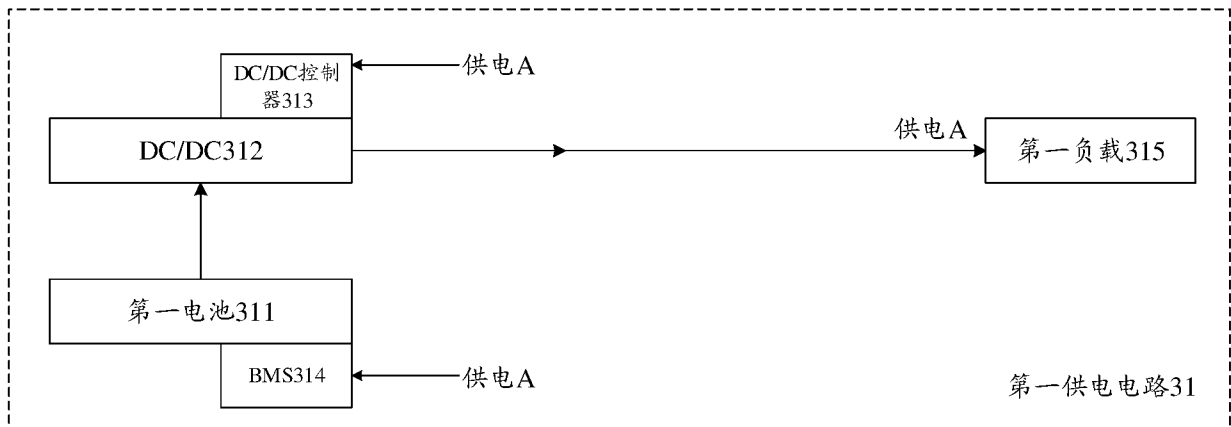 DC/DC控制
器313
供电A
DC/DC312
供电A
第一负载315
第一电池311
BMS314
供电A
第一供电电路31